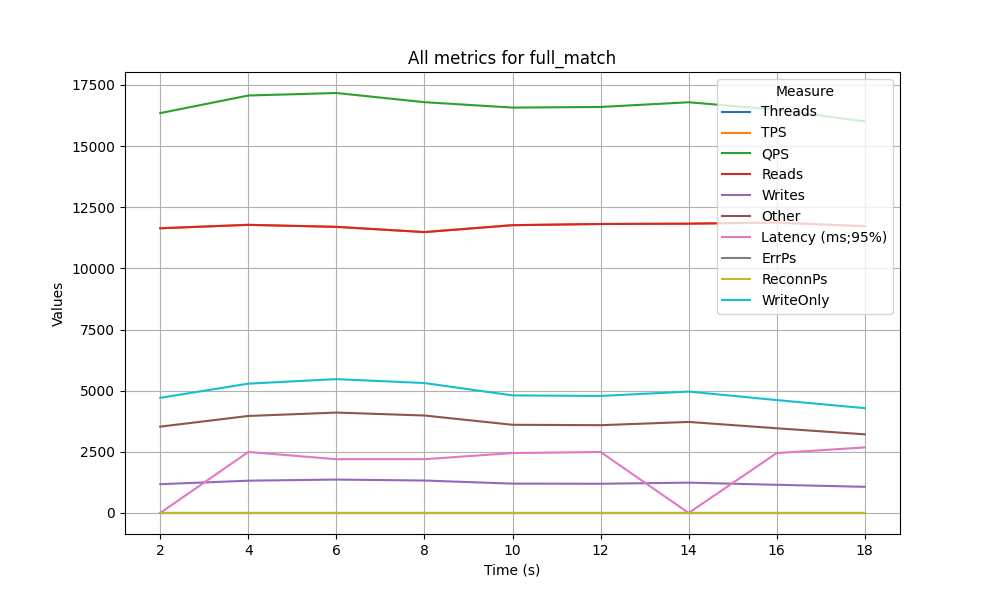 All metrics for full_match
17500
15000
12500
10000
7500
5000
2500
0
Values
2 4 6 8 10 12 14 16 18
Time (s)
Measure
Threads
TPS
QPS
Reads
Writes
Other
Latency (ms;95%)
ErrPs
ReconnPs
WriteOnly